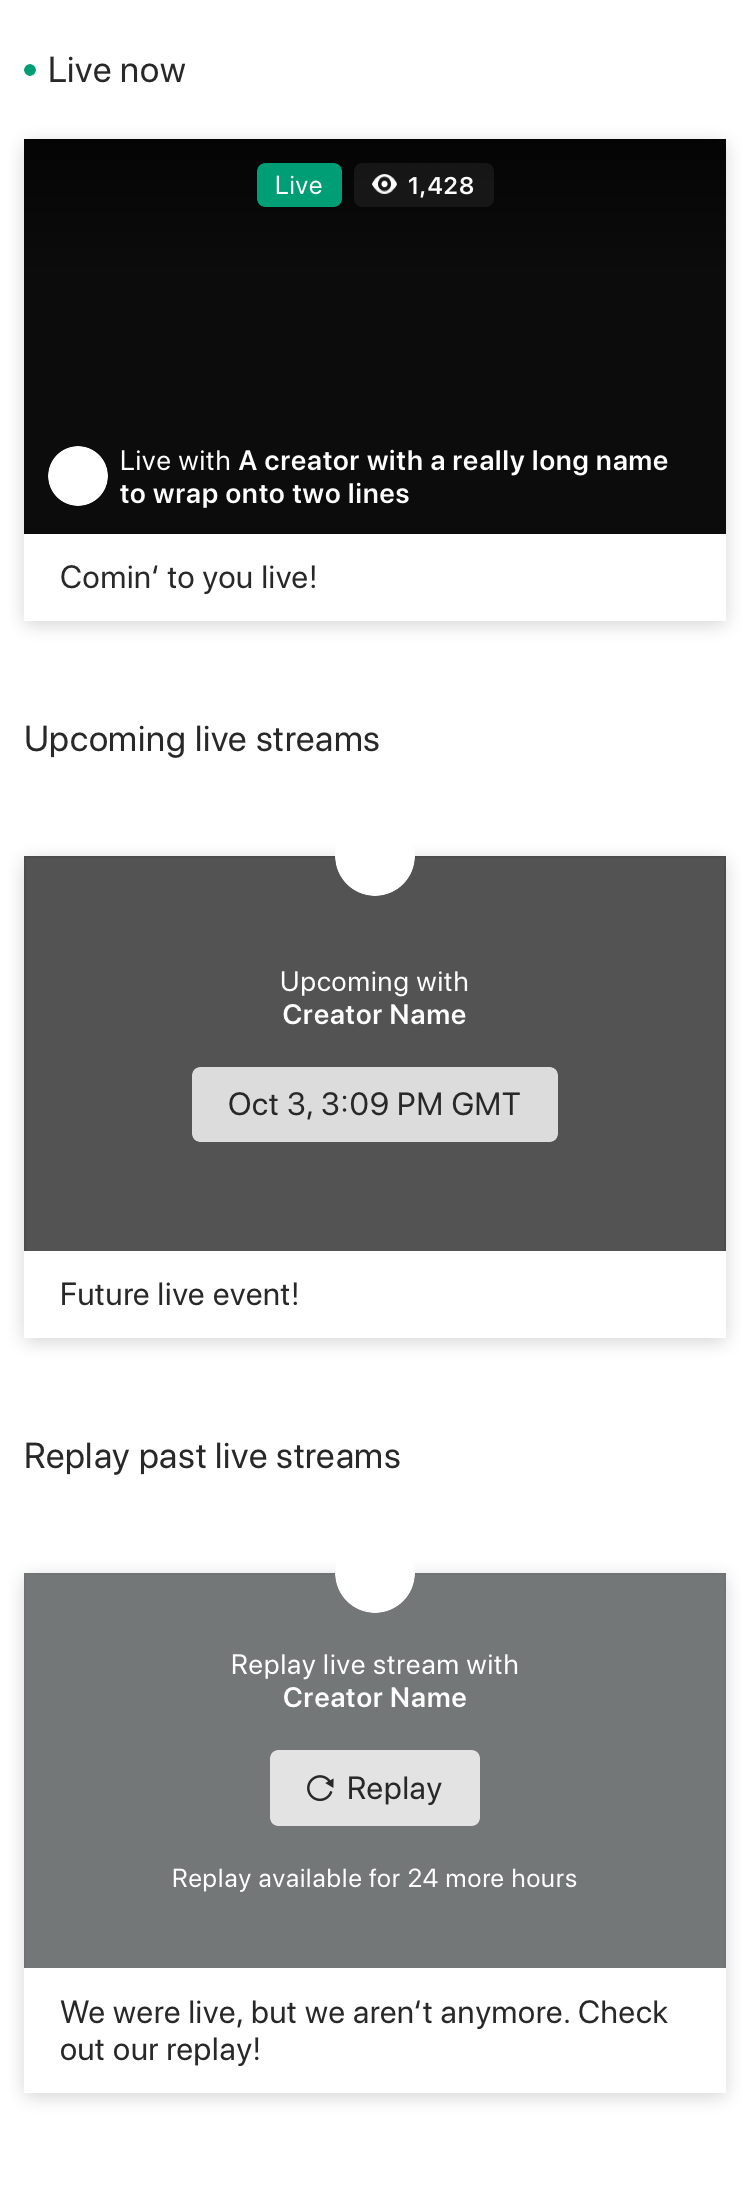 Live now
Live 1,428
Live with A creator with a really long name
to wrap onto two lines
Comin‘ to you live!
Upcoming live streams
Upcoming with
Creator Name
Oct 3, 3:09 PM GMT
Future live event!
Replay past live streams
Replay live stream with
Creator Name
Replay
Replay available for 24 more hours
We were live, but we aren‘t anymore. Check
out our replay!